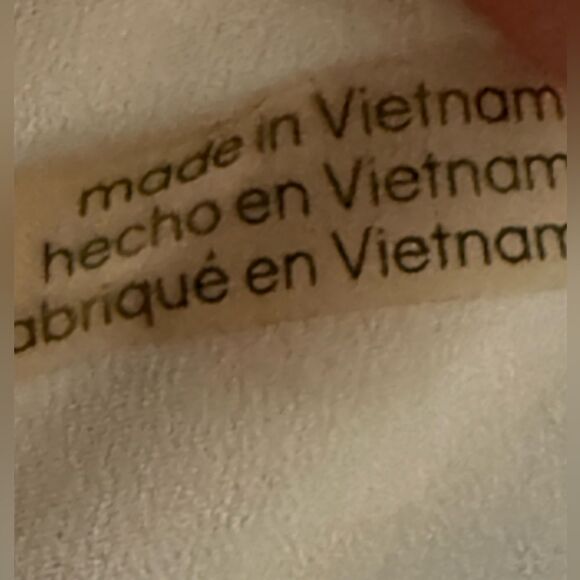 made in Vietnam
hecho en Vietnam
abriqué en Vietnam